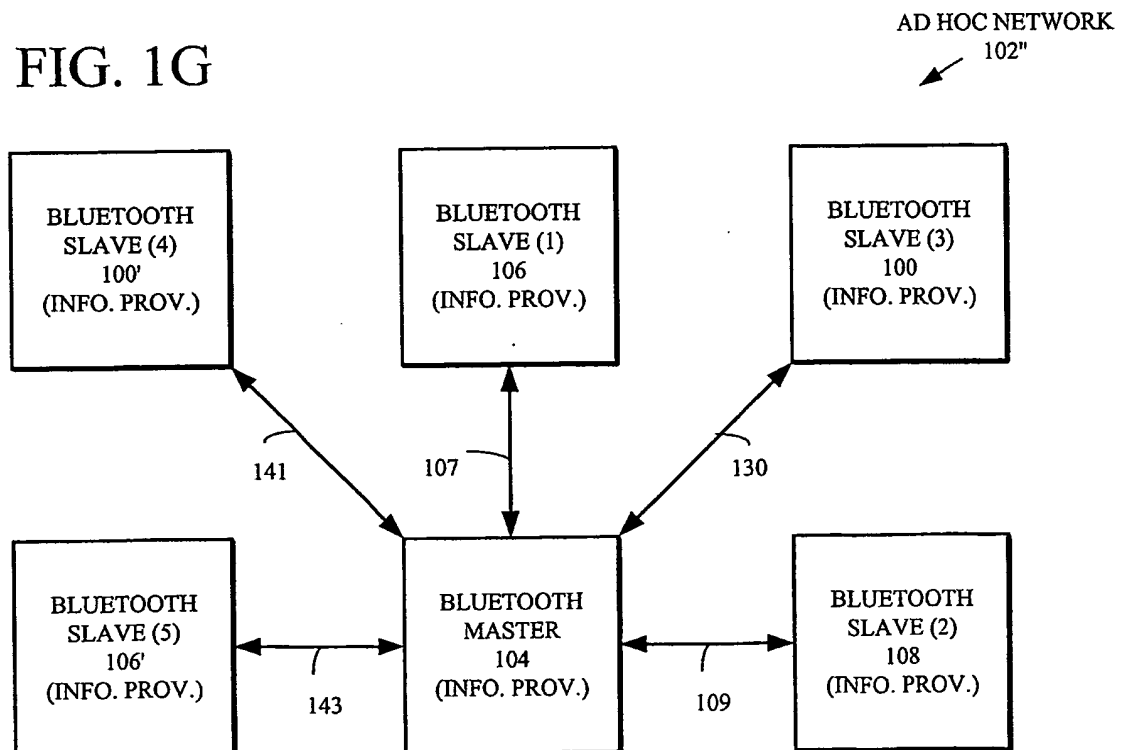 AD HOC NETWORK
102"
FIG. 1G
BLUETOOTH
SLAVE (4)
100'
(INFO. PROV.)
BLUETOOTH
SLAVE (1)
106
(INFO. PROV.)
BLUETOOTH
SLAVE (3)
100
(INFO. PROV.)
141
107
130
BLUETOOTH
SLAVE (5)
106'
(INFO. PROV.)
143
BLUETOOTH
MASTER
104
(INFO. PROV.)
109
BLUETOOTH
SLAVE (2)
108
(INFO. PROV.)